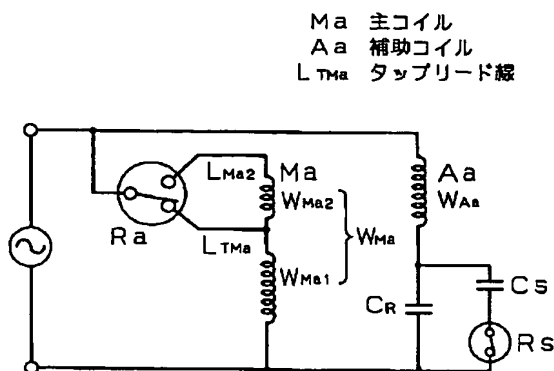 Ma 主コイル
Aa 補助コイル
LTMa タップリード線
LMa2
Ma
WMa2
Ra
LTMa
WMa
WMa1
Aa
WAa
CR
Cs
Rs